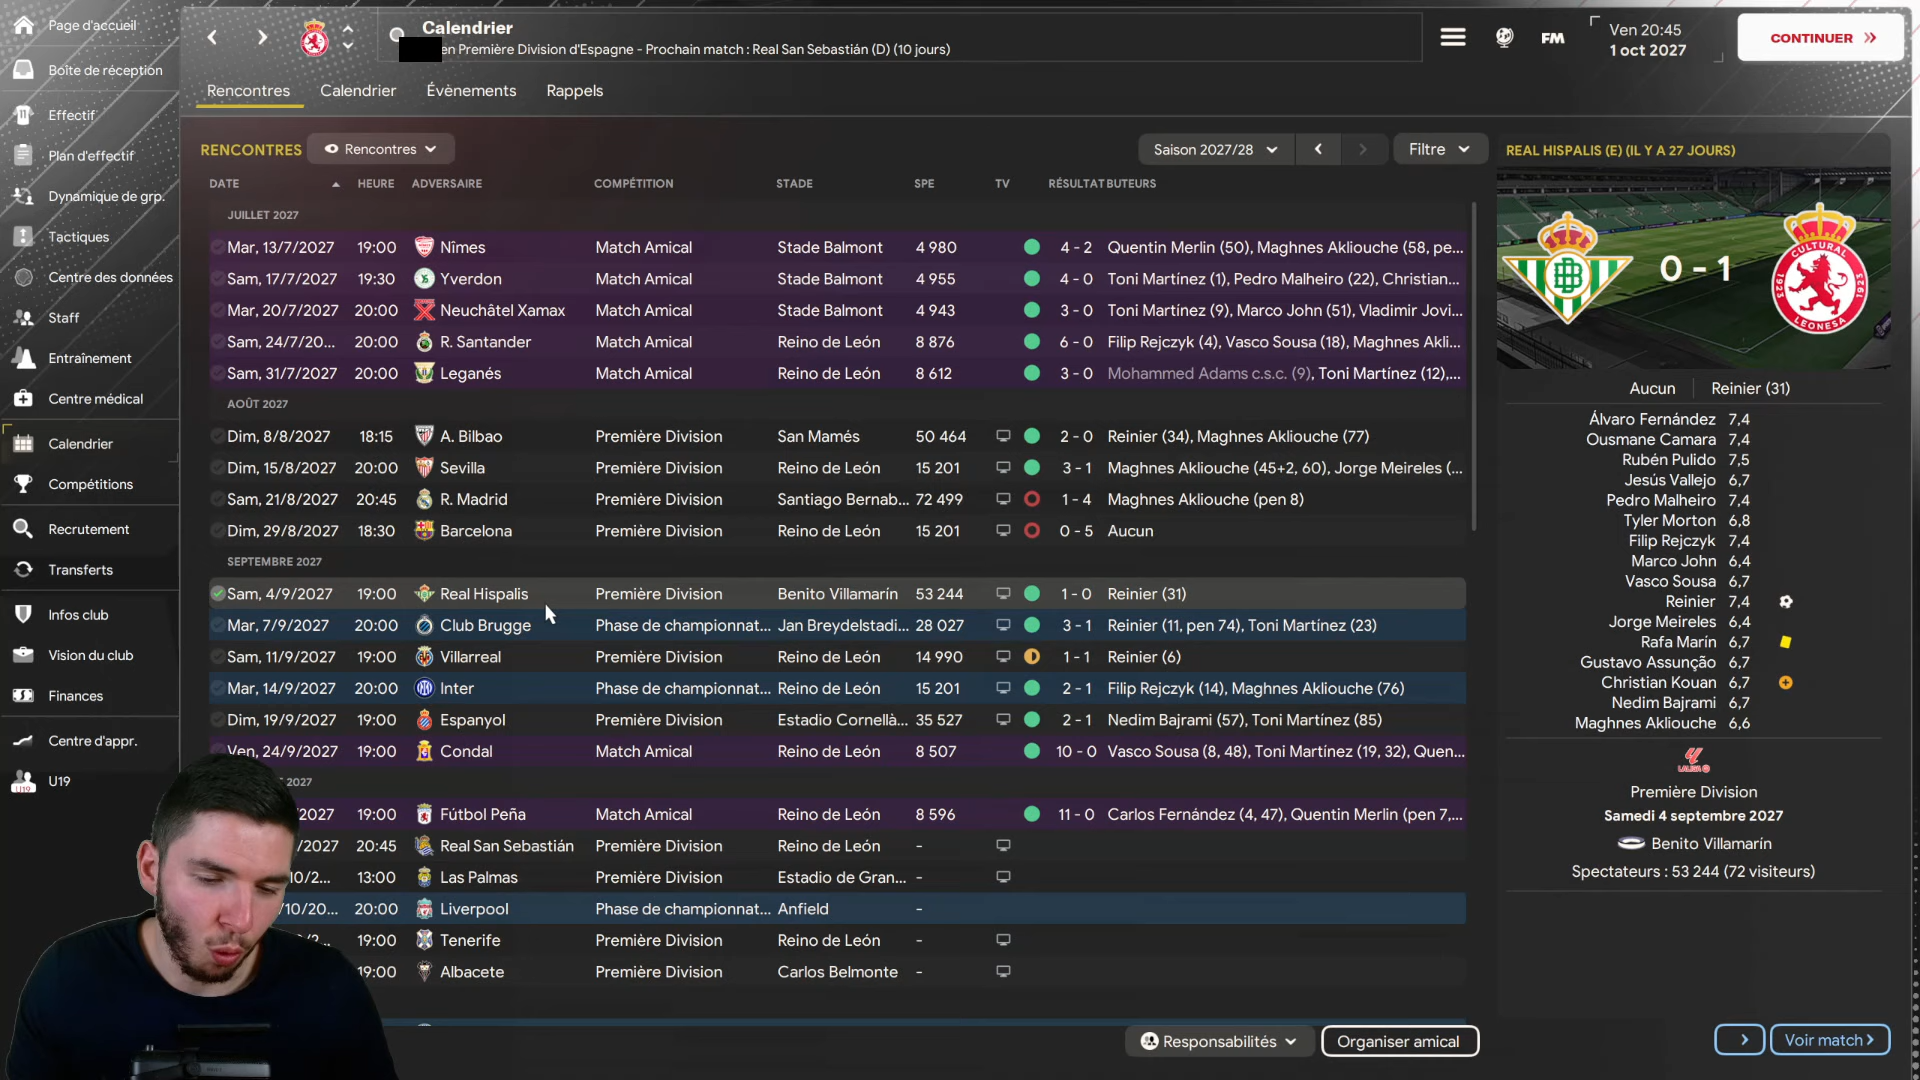 Page d'accueil
Boîte de réception
Effectif
Plan d'effectif
Dynamique de grp.
Tactiques
Centre des données
Staff
Entraînement
Centre médical
Calendrier
Compétitions
Recrutement
Transferts
Infos club
Vision du club
Finances
Centre d'appr.
U19
Calendrier
en Première Division d'Espagne - Prochain match : Real San Sebastián (D) (10 jours)
FM
Ven 20:45
1 oct 2027
CONTINUER
Rencontres Calendrier Évènements Rappels
RENCONTRES Rencontres Saison 2027/28 Filtre
DATE HEURE ADVERSAIRE COMPÉTITION STADE SPE TV RÉSULTAT BUTEURS
JUILLET 2027
Mar, 13/7/2027 19:00 Nîmes Match Amical Stade Balmont 4 980 4 - 2 Quentin Merlin (50), Maghnes Akliouche (58, pe...
Sam, 17/7/2027 19:30 Yverdon Match Amical Stade Balmont 4 955 4 - 0 Toni Martínez (1), Pedro Malheiro (22), Christian...
Mar, 20/7/2027 20:00 Neuchâtel Xamax Match Amical Stade Balmont 4 943 3 - 0 Toni Martínez (9), Marco John (51), Vladimir Jovi...
Sam, 24/7/20... 20:00 R. Santander Match Amical Reino de León 8 876 6 - 0 Filip Rejczyk (4), Vasco Sousa (18), Maghnes Akli...
Sam, 31/7/2027 20:00 Leganés Match Amical Reino de León 8 612 3 - 0 Mohammed Adams c.s.c. (9), Toni Martínez (12),...
AOÛT 2027
Dim, 8/8/2027 18:15 A. Bilbao Première Division San Mamés 50 464 2 - 0 Reinier (34), Maghnes Akliouche (77)
Dim, 15/8/2027 20:00 Sevilla Première Division Reino de León 15 201 3 - 1 Maghnes Akliouche (45+2, 60), Jorge Meireles (...
Sam, 21/8/2027 20:45 R. Madrid Première Division Santiago Bernab... 72 499 1 - 4 Maghnes Akliouche (pen 8)
Dim, 29/8/2027 18:30 Barcelona Première Division Reino de León 15 201 0 - 5 Aucun
SEPTEMBRE 2027
Sam, 4/9/2027 19:00 Real Hispalis Première Division Benito Villamarín 53 244 1 - 0 Reinier (31)
Mar, 7/9/2027 20:00 Club Brugge Phase de championnat... Jan Breydelstadi... 28 027 3 - 1 Reinier (11, pen 74), Toni Martínez (23)
Sam, 11/9/2027 19:00 Villarreal Première Division Reino de León 14 990 1 - 1 Reinier (6)
Mar, 14/9/2027 20:00 Inter Phase de championnat... Reino de León 15 201 2 - 1 Filip Rejczyk (14), Maghnes Akliouche (76)
Dim, 19/9/2027 19:00 Espanyol Première Division Estadio Cornellà... 35 527 2 - 1 Nedim Bajrami (57), Toni Martínez (85)
Ven, 24/9/2027 19:00 Condal Match Amical Reino de León 8 507 10 - 0 Vasco Sousa (8, 48), Toni Martínez (19, 32), Quen...
2027
/2027 19:00 Fútbol Peña Match Amical Reino de León 8 596 11 - 0 Carlos Fernández (4, 47), Quentin Merlin (pen 7,...
/2027 20:45 Real San Sebastián Première Division Reino de León -
10/2... 13:00 Las Palmas Première Division Estadio de Gran... -
/10/20... 20:00 Liverpool Phase de championnat... Anfield -
19:00 Tenerife Première Division Reino de León -
19:00 Albacete Première Division Carlos Belmonte -
Responsabilités Organiser amical
REAL HISPALIS (E) (IL Y A 27 JOURS)
0 - 1
CULTURAL
1923 1923
LEONESA
Aucun Reinier (31)
Álvaro Fernández 7,4
Ousmane Camara 7,4
Rubén Pulido 7,5
Jesús Vallejo 6,7
Pedro Malheiro 7,4
Tyler Morton 6,8
Filip Rejczyk 7,4
Marco John 6,4
Vasco Sousa 6,7
Reinier 7,4
Jorge Meireles 6,4
Rafa Marín 6,7
Gustavo Assunção 6,7
Christian Kouan 6,7
Nedim Bajrami 6,7
Maghnes Akliouche 6,6
LALIGA
Première Division
Samedi 4 septembre 2027
Benito Villamarín
Spectateurs : 53 244 (72 visiteurs)
Voir match